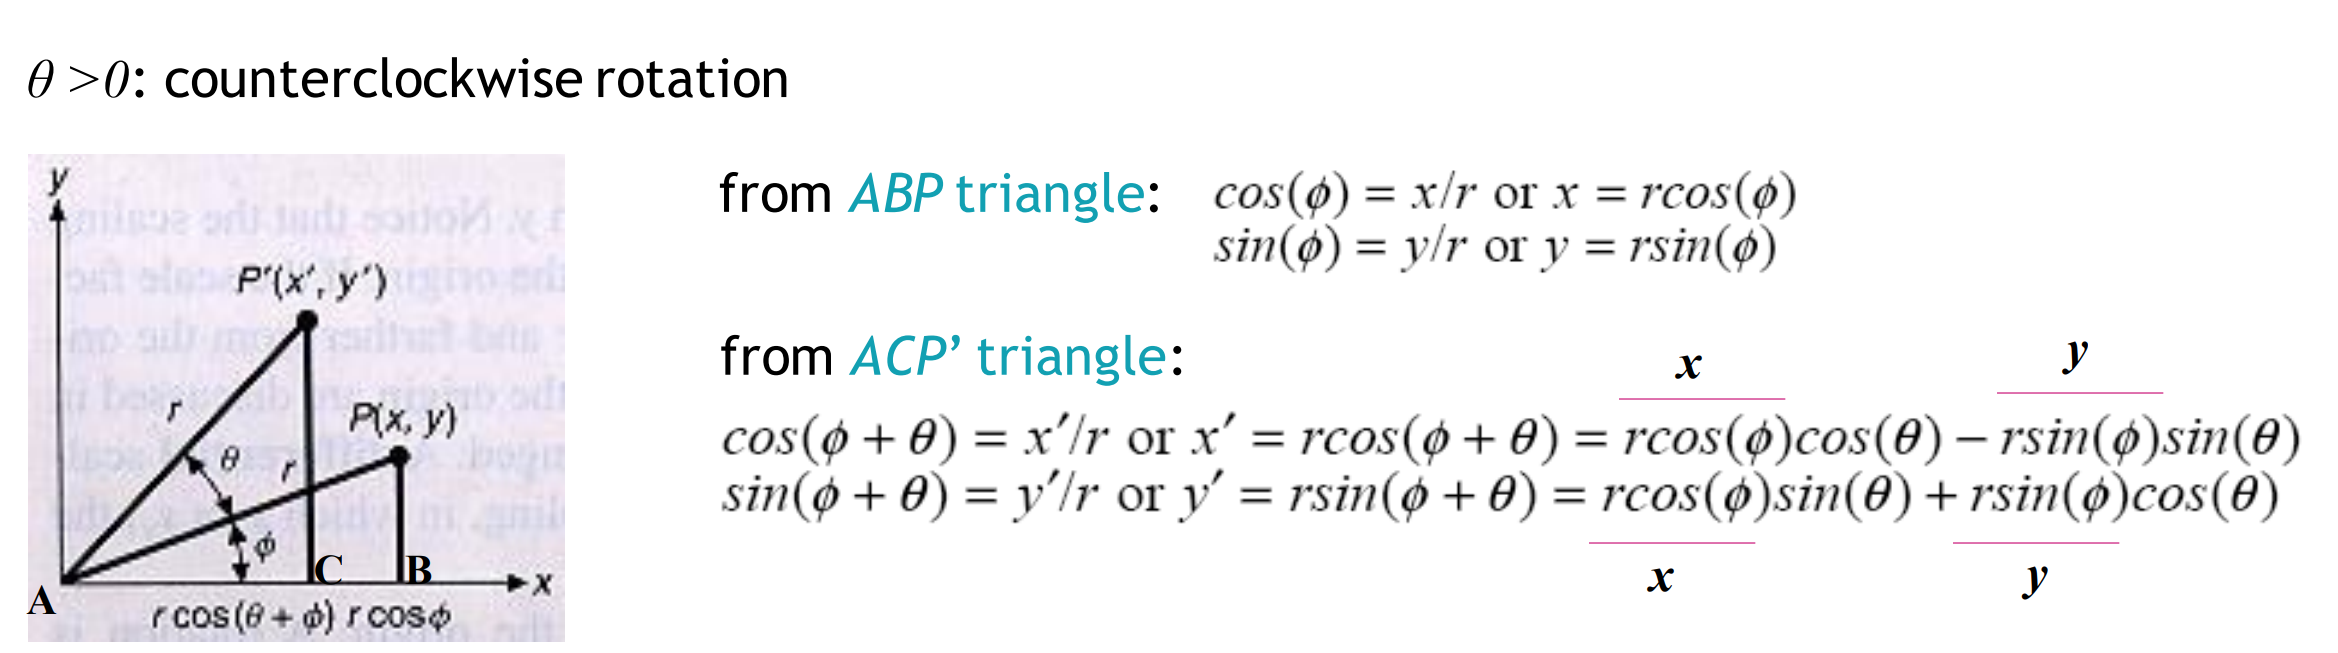 θ >0: counterclockwise rotation
y
P′(x′, y′)
r
P(x, y)
θ
r
ϕ
C
B
x
A
r cos(θ + ϕ) r cosϕ
from ABP triangle:
cos(ϕ) = x/r or x = rcos(ϕ)
sin(ϕ) = y/r or y = rsin(ϕ)
from ACP’ triangle:
x
y
cos(ϕ + θ) = x′/r or x′ = rcos(ϕ + θ) = rcos(ϕ)cos(θ) − rsin(ϕ)sin(θ)
sin(ϕ + θ) = y′/r or y′ = rsin(ϕ + θ) = rcos(ϕ)sin(θ) + rsin(ϕ)cos(θ)
x
y